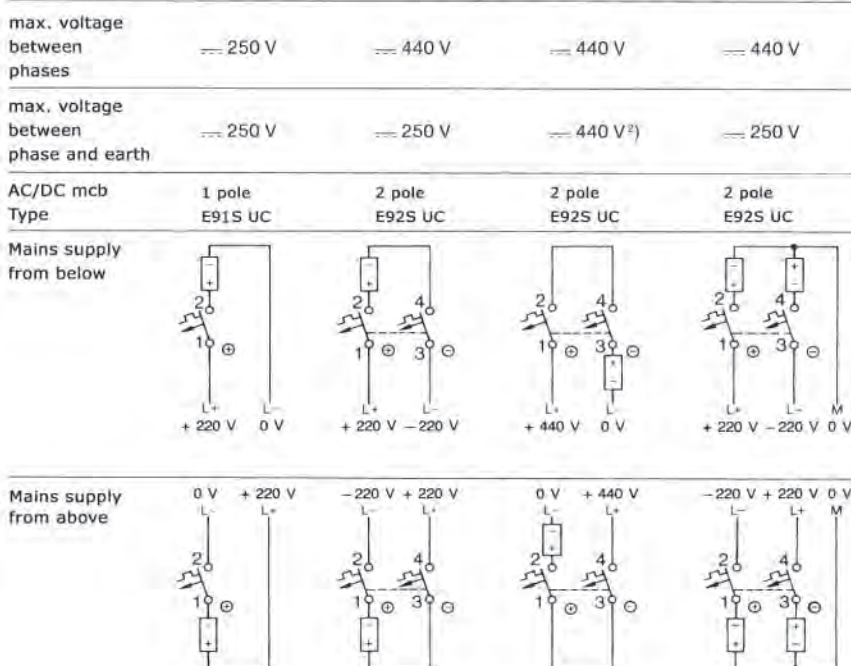 max. voltage
between
phases
⎓ 250 V ⎓ 440 V ⎓ 440 V ⎓ 440 V
max. voltage
between
phase and earth
⎓ 250 V ⎓ 250 V ⎓ 440 V ²) ⎓ 250 V
AC/DC mcb 1 pole 2 pole 2 pole 2 pole
Type E91S UC E92S UC E92S UC E92S UC
Mains supply
from below
- - - +
+ + + -
2 2 4 2 4 2 4
1 ⊕ 1 ⊕ 3 ⊖ 1 ⊕ 3 ⊖ 1 ⊕ 3 ⊖
+
-
L+ L- L+ L- L+ L- L+ L- M
+ 220 V 0 V + 220 V -220 V + 440 V 0 V + 220 V -220 V 0 V
Mains supply
from above
0 V + 220 V -220 V + 220 V 0 V + 440 V -220 V + 220 V 0 V
L- L+ L- L+ L- L+ L- L+ M
-
+
2 2 4 2 4 2 4
1 ⊕ 1 ⊕ 3 ⊖ 1 ⊕ 3 ⊖ 1 ⊕ 3 ⊖
- - - +
+ + + -